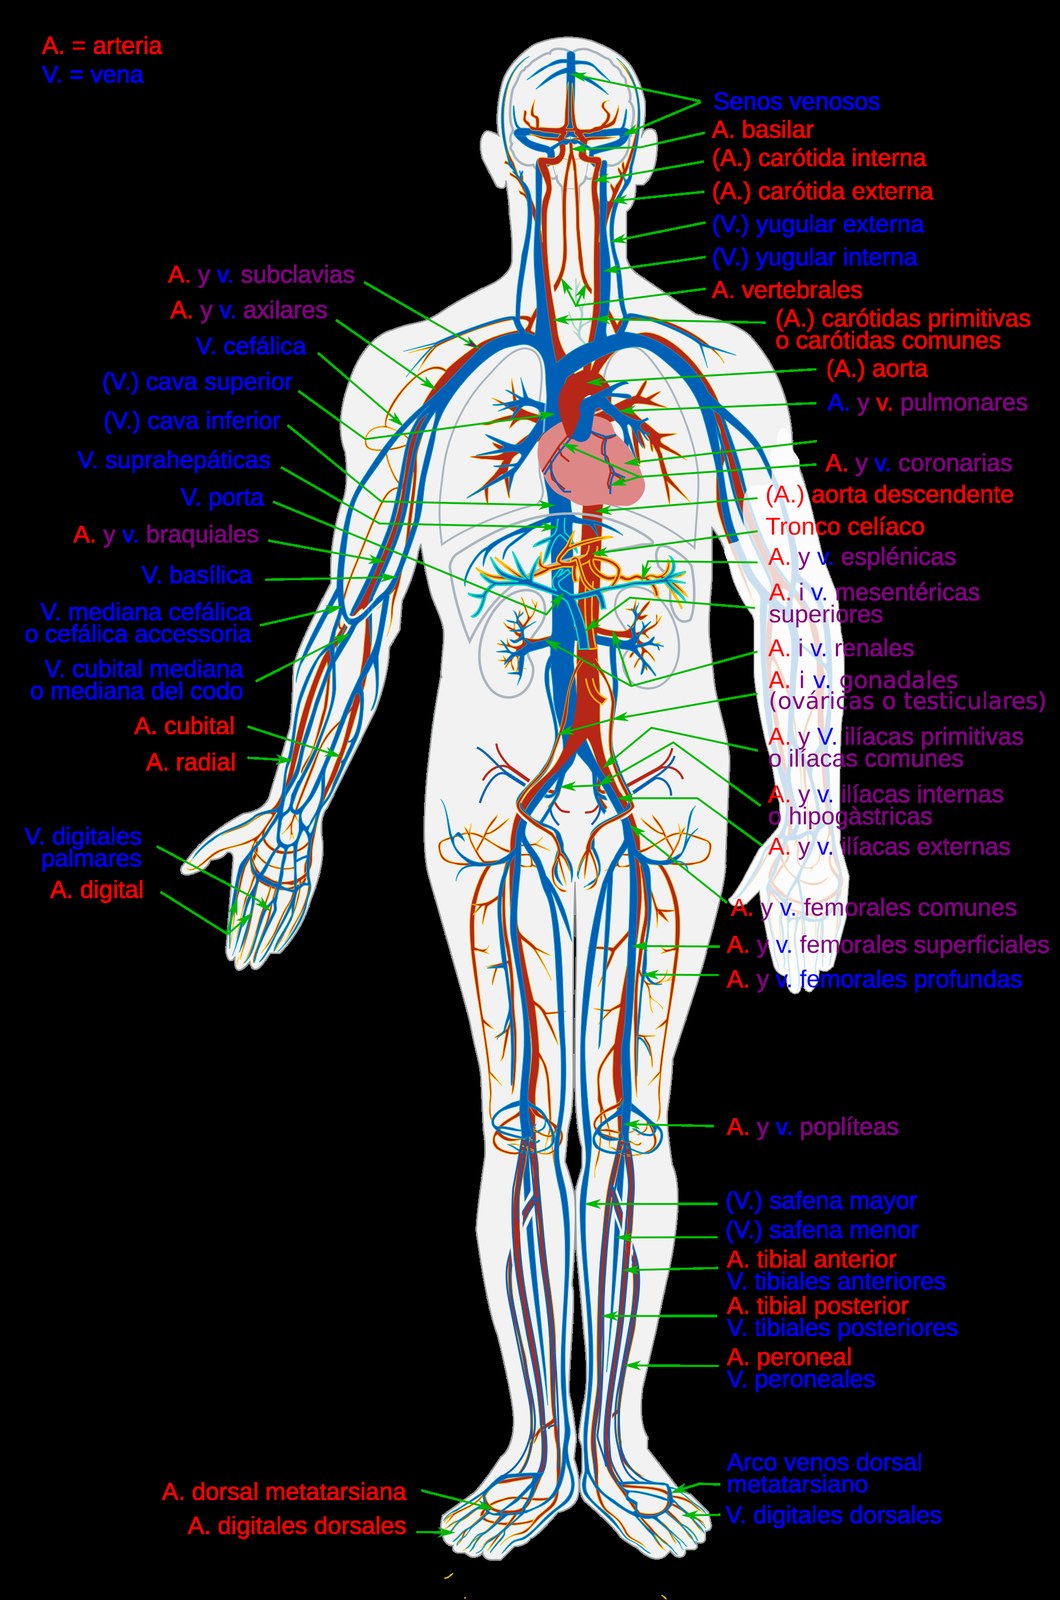 A. = arteria
V. = vena
Senos venosos
A. basilar
(A.) carótida interna
(A.) carótida externa
(V.) yugular externa
(V.) yugular interna
A. vertebrales
(A.) carótidas primitivas
o carótidas comunes
(A.) aorta
A. y v. pulmonares
A. y v. coronarias
(A.) aorta descendente
Tronco celíaco
A. y v. esplénicas
A. i v. mesentéricas
superiores
A. i v. renales
A. i v. gonadales
(ováricas o testiculares)
A. y V. ilíacas primitivas
o ilíacas comunes
A. y v. ilíacas internas
o hipogàstricas
A. y v. ilíacas externas
A. y v. femorales comunes
A. y v. femorales superficiales
A. y v. femorales profundas
A. y v. poplíteas
(V.) safena mayor
(V.) safena menor
A. tibial anterior
V. tibiales anteriores
A. tibial posterior
V. tibiales posteriores
A. peroneal
V. peroneales
Arco venos dorsal
metatarsiano
V. digitales dorsales
A. y v. subclavias
A. y v. axilares
V. cefálica
(V.) cava superior
(V.) cava inferior
V. suprahepáticas
V. porta
A. y v. braquiales
V. basílica
V. mediana cefálica
o cefálica accessoria
V. cubital mediana
o mediana del codo
A. cubital
A. radial
V. digitales
palmares
A. digital
A. dorsal metatarsiana
A. digitales dorsales